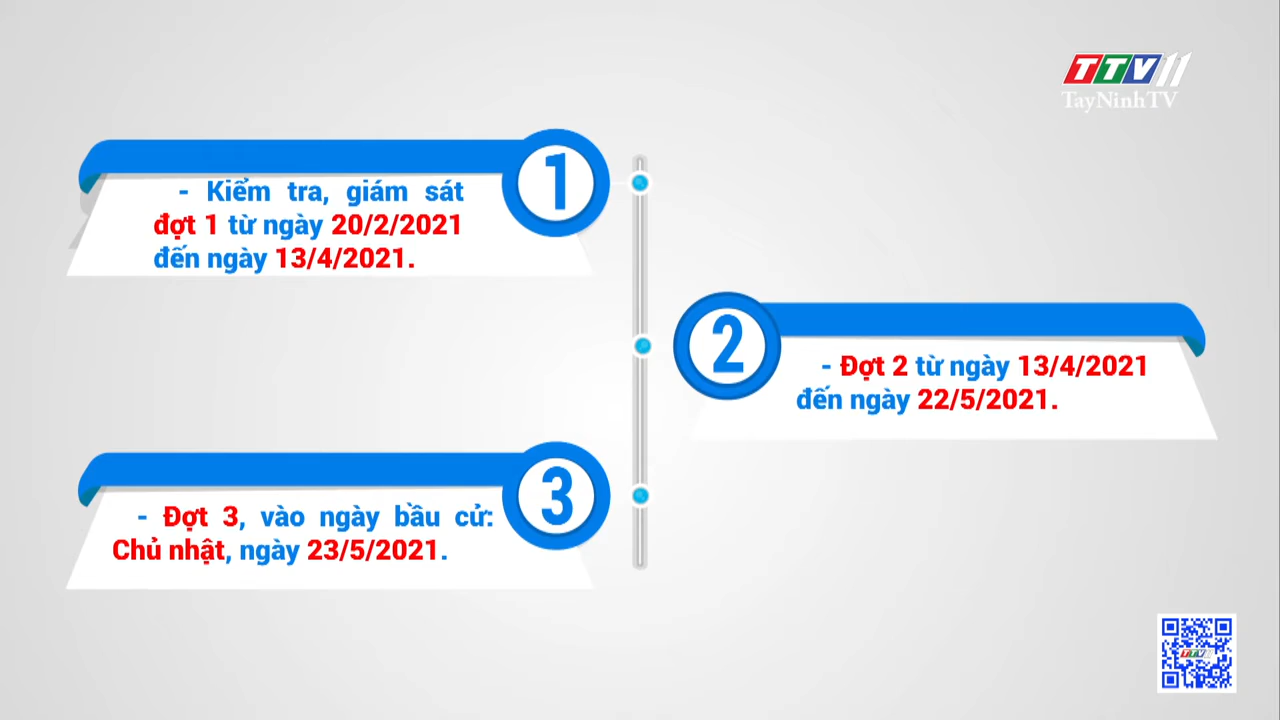 TTV11
TayNinhTV
1
- Kiểm tra, giám sát
đợt 1 từ ngày 20/2/2021
đến ngày 13/4/2021.
2
- Đợt 2 từ ngày 13/4/2021
đến ngày 22/5/2021.
3
- Đợt 3, vào ngày bầu cử:
Chủ nhật, ngày 23/5/2021.
TTV11